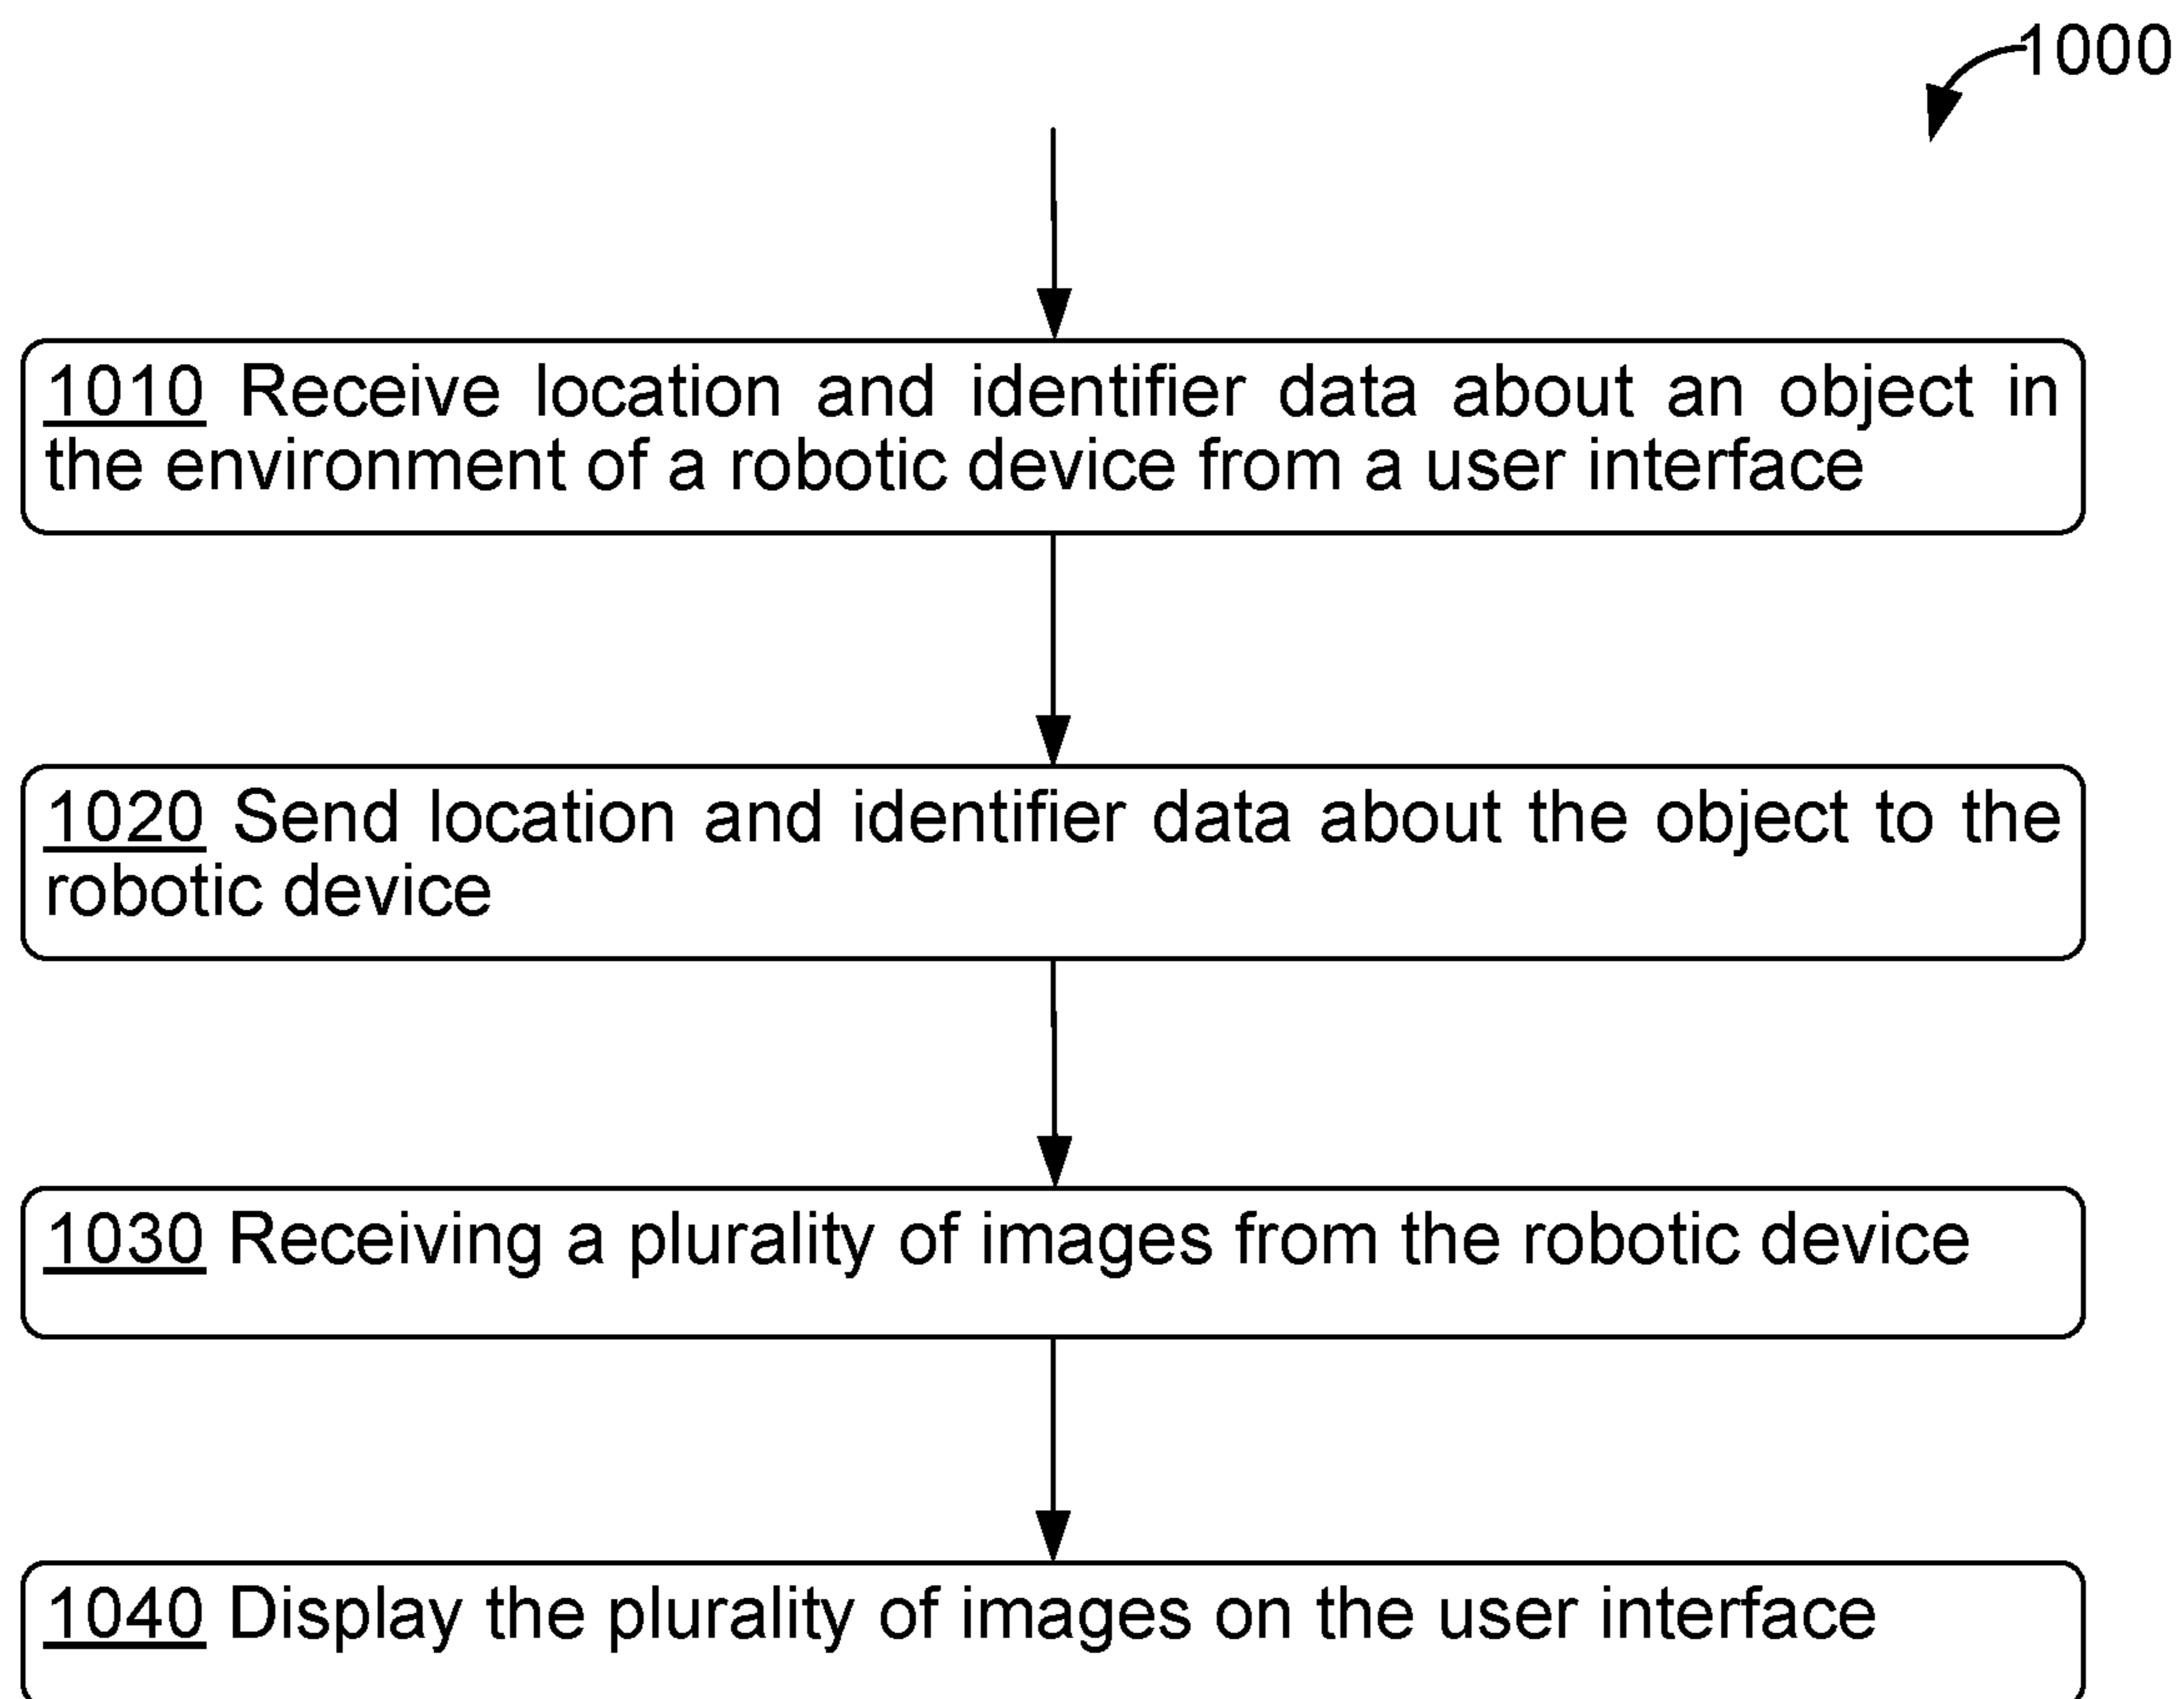 1000
1010 Receive location and identifier data about an object in
the environment of a robotic device from a user interface
1020 Send location and identifier data about the object to the
robotic device
1030 Receiving a plurality of images from the robotic device
1040 Display the plurality of images on the user interface